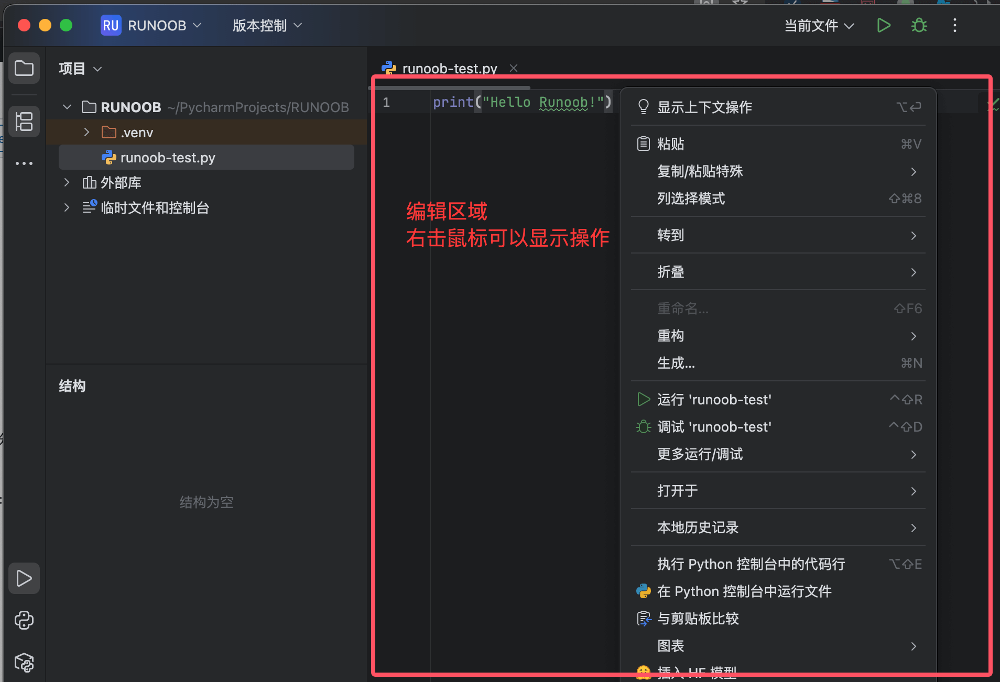 RU RUNOOB 版本控制 当前文件
项目
runoob-test.py
RUNOOB ~/PycharmProjects/RUNOOB
.venv
runoob-test.py
外部库
临时文件和控制台
结构
结构为空
1 print("Hello Runoob!")
编辑区域
右击鼠标可以显示操作
显示上下文操作 ⌥⏎
粘贴 ⌘V
复制/粘贴特殊
列选择模式 ⇧⌘8
转到
折叠
重命名... ⇧F6
重构
生成... ⌘N
运行 'runoob-test' ^⇧R
调试 'runoob-test' ^⇧D
更多运行/调试
打开于
本地历史记录
执行 Python 控制台中的代码行 ⌥⇧E
在 Python 控制台中运行文件
与剪贴板比较
图表
插入 HF 模型